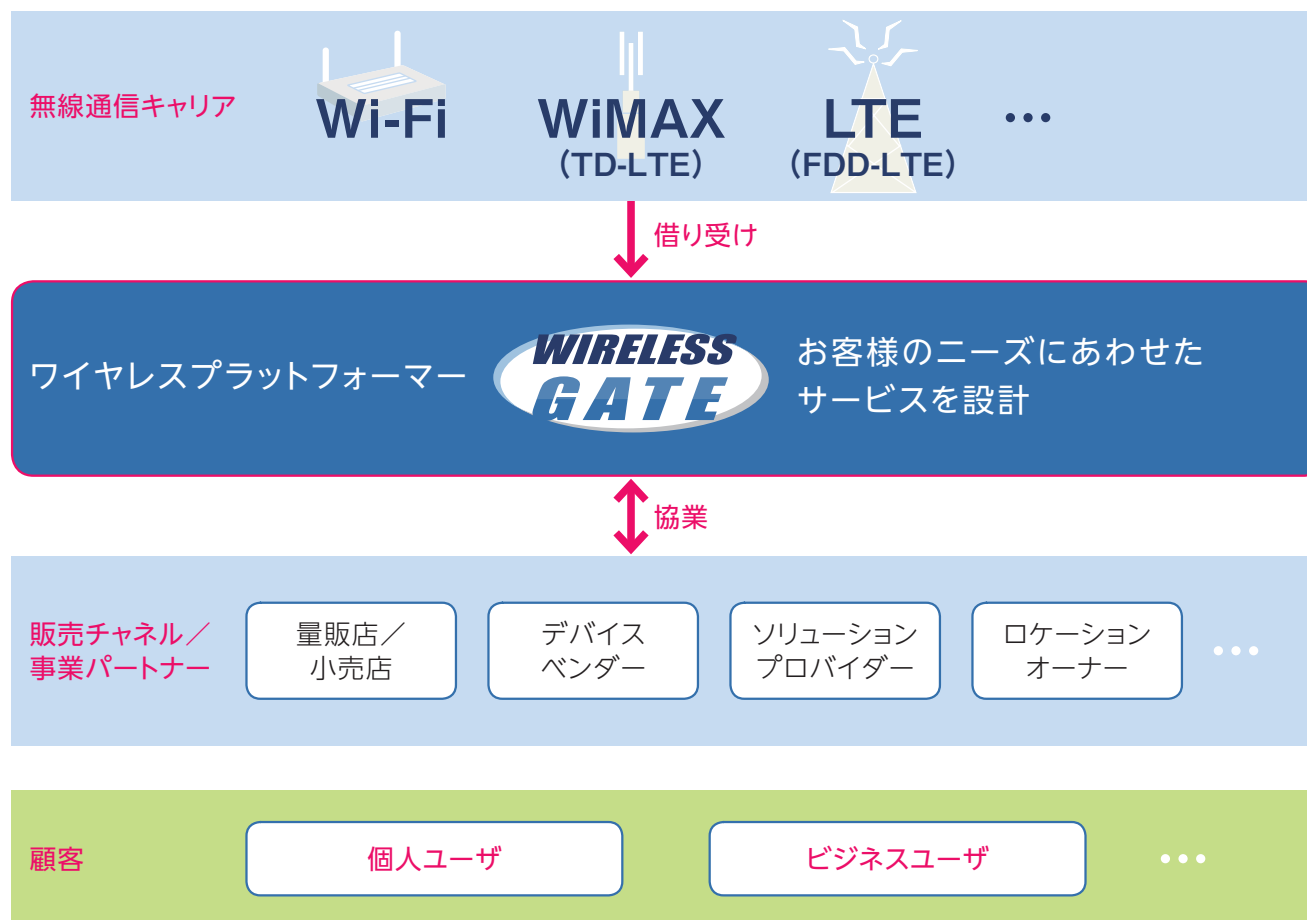 無線通信キャリア
Wi-Fi
WiMAX
(TD-LTE)
LTE
(FDD-LTE)
…
借り受け
ワイヤレスプラットフォーマー
WIRELESS
GATE
お客様のニーズにあわせた
サービスを設計
協業
販売チャネル／
事業パートナー
量販店／
小売店
デバイス
ベンダー
ソリューション
プロバイダー
ロケーション
オーナー
…
顧客
個人ユーザ
ビジネスユーザ
…